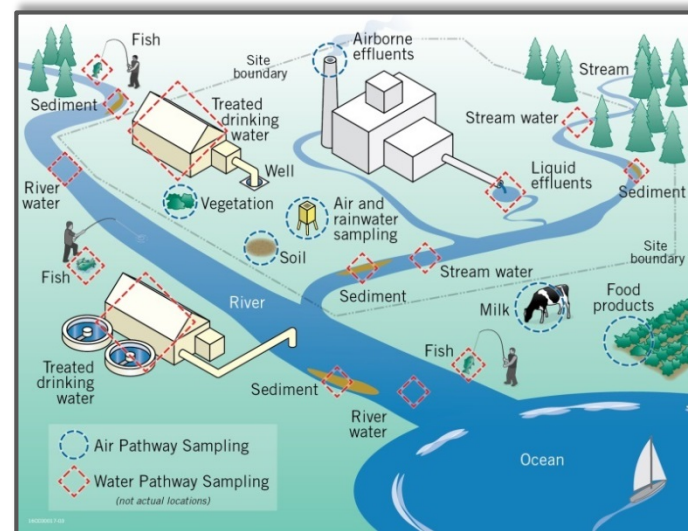 Fish
Airborne
effluents
Site
boundary
Stream
Sediment
Treated
drinking
water
Stream water
Well
River
water
Vegetation
Liquid
effluents
Sediment
Air and
rainwater
sampling
Soil
Site
boundary
Fish
Stream water
Sediment
River
Milk
Food
products
Treated
drinking
water
Fish
Sediment
River
water
Air Pathway Sampling
Water Pathway Sampling
(not actual locations)
Ocean